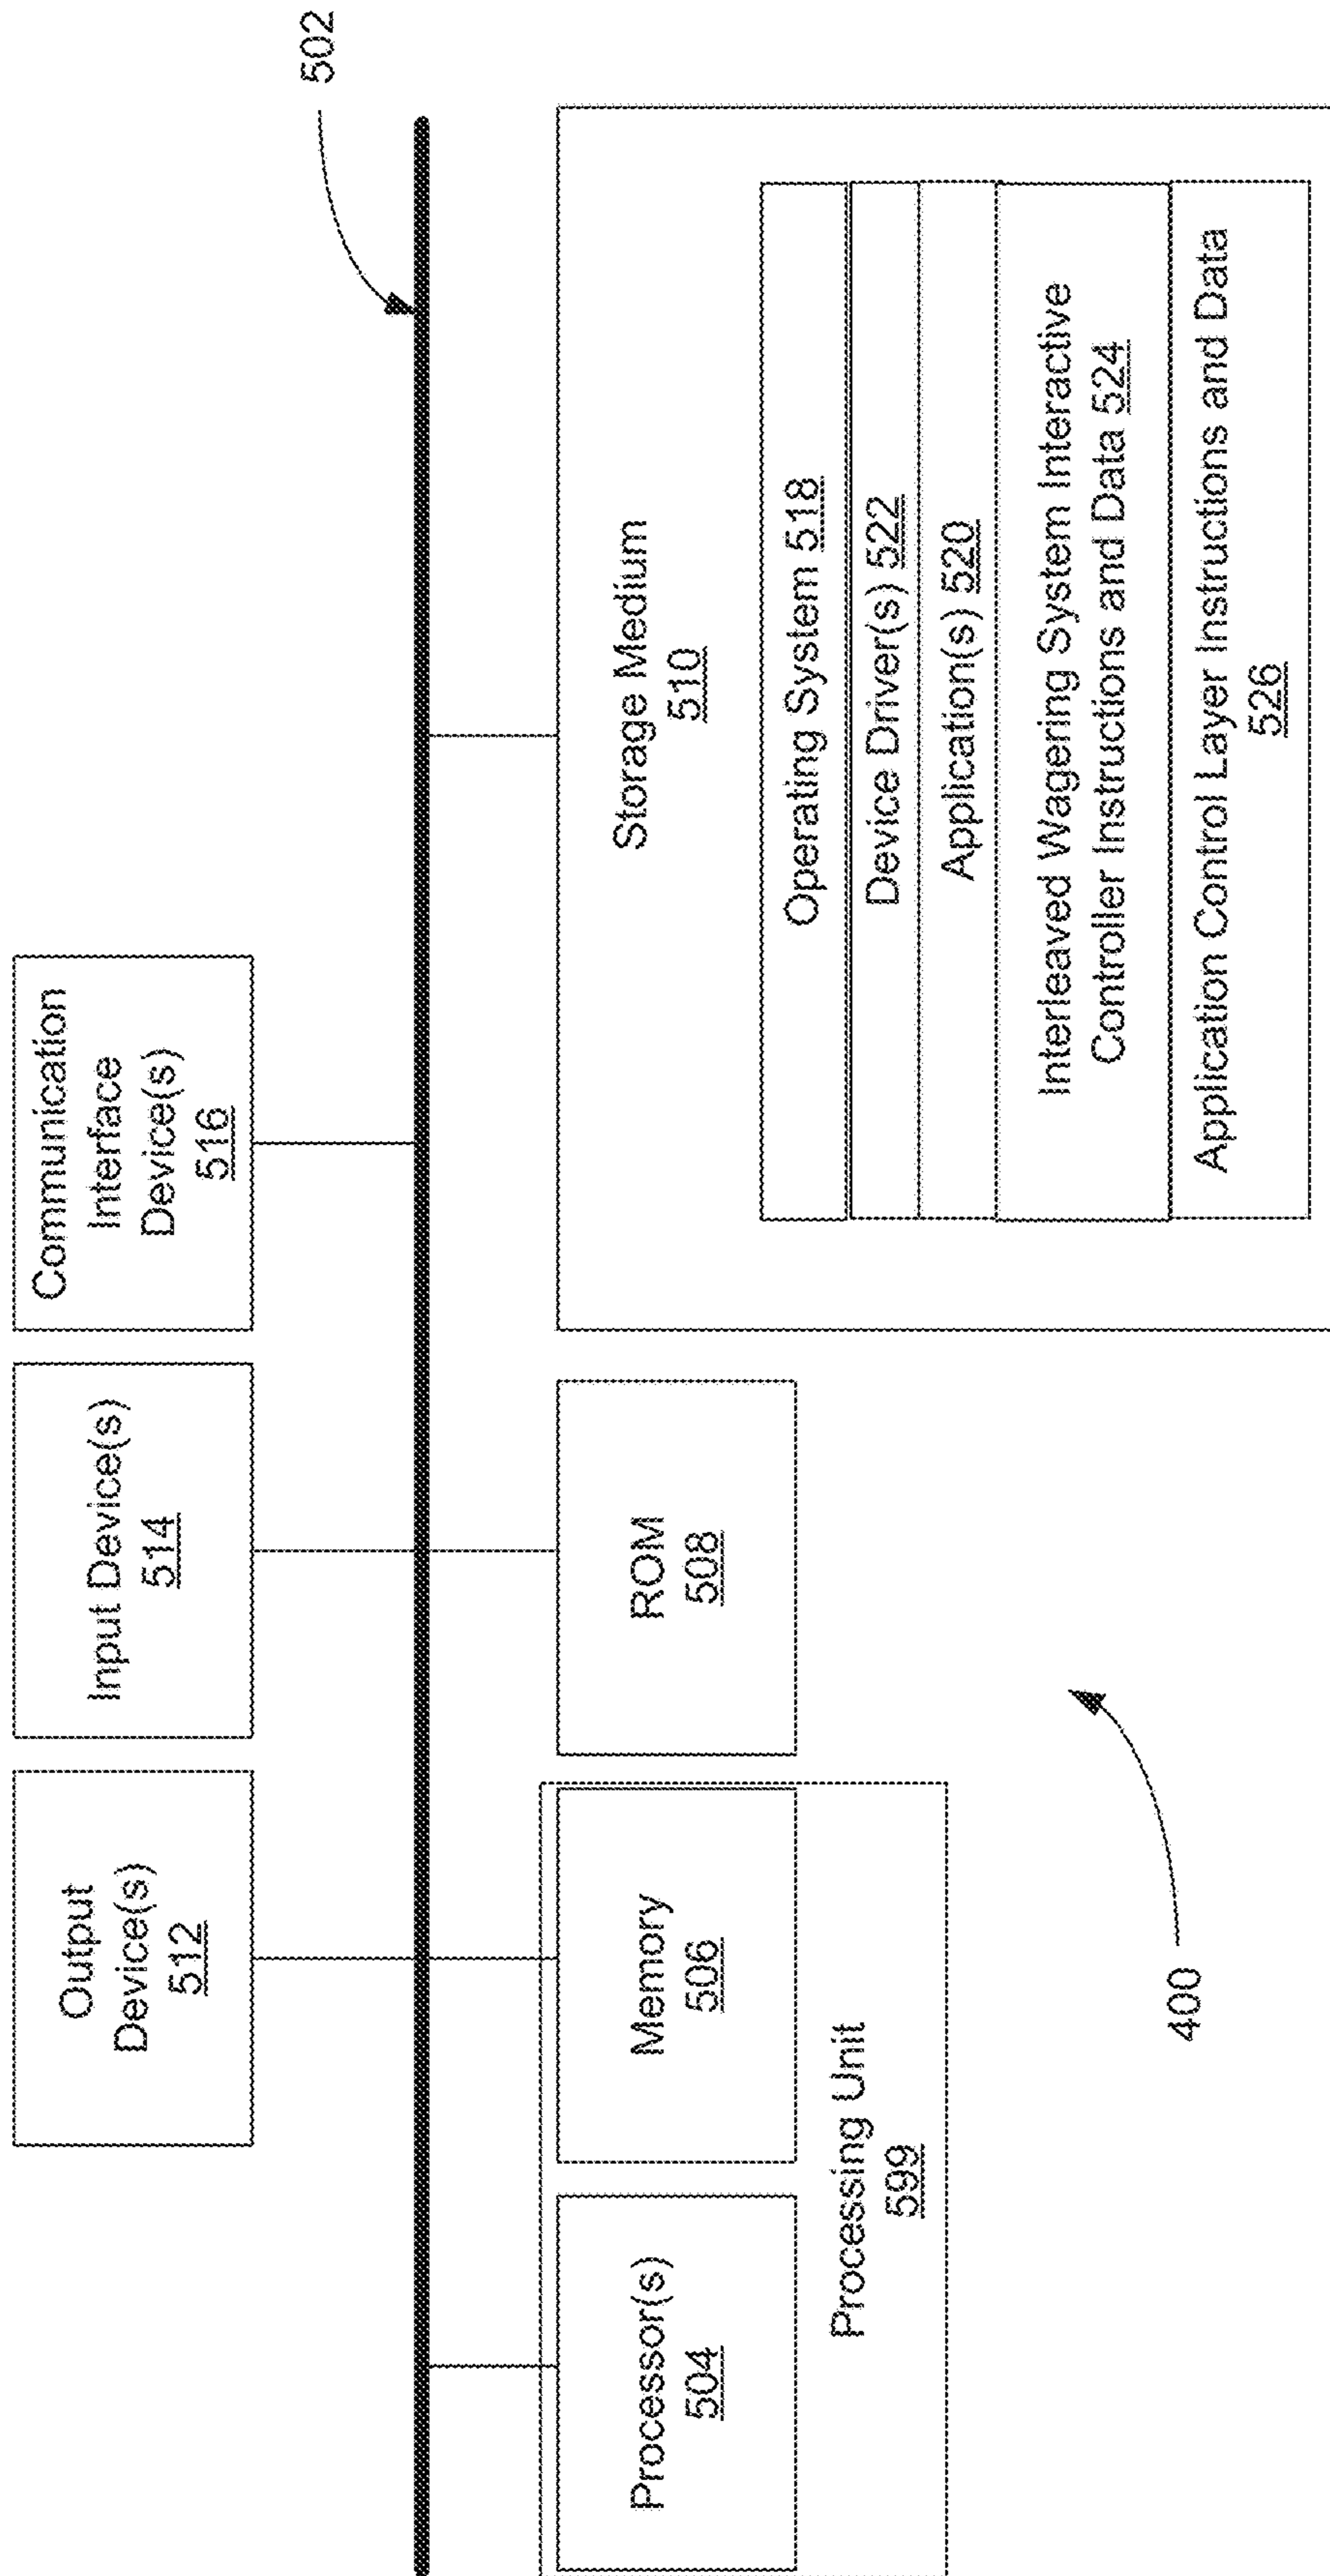 Output
Device(s)
512
Input Device(s)
514
Communication
Interface
Device(s)
516
502
Processor(s)
504
Memory
506
Processing Unit
599
ROM
508
Storage Medium
510
Operating System 518
Device Driver(s) 522
Application(s) 520
Interleaved Wagering System Interactive
Controller Instructions and Data 524
Application Control Layer Instructions and Data
526
400